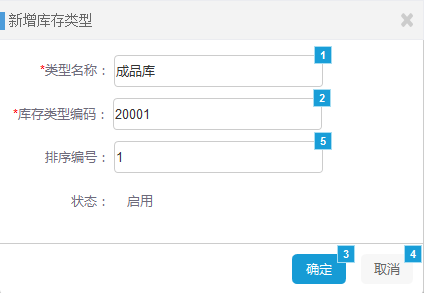 新增库存类型 ×
*类型名称： 成品库 1
*库存类型编码： 20001 2
排序编号： 1 5
状态： 启用
确定 3 取消 4